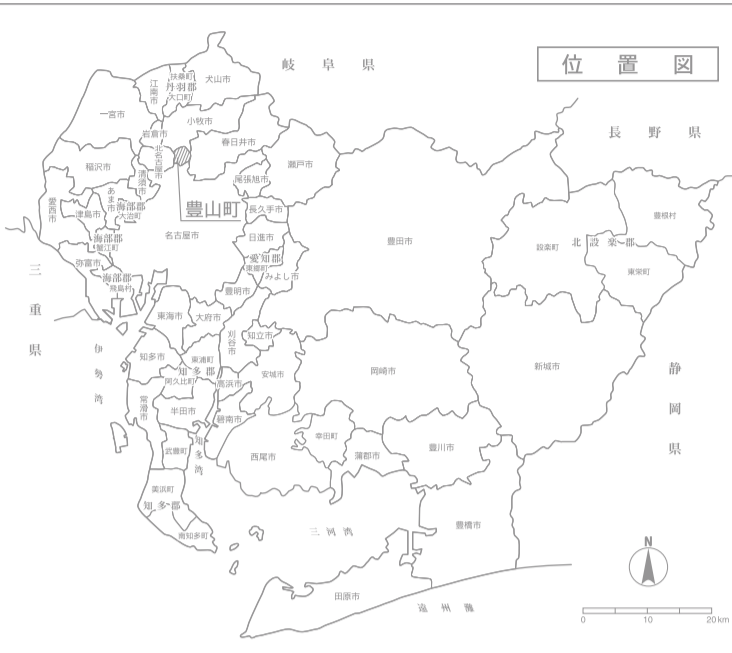 位置図
岐阜県
長野県
静岡県
三重県
伊勢湾
知多湾
三河湾
遠州灘
扶桑町
丹羽郡
大口町
犬山市
江南市
一宮市
小牧市
岩倉市
北名古屋市
春日井市
瀬戸市
稲沢市
清須市
尾張旭市
豊山町
長久手市
愛西市
津島市
あま市
海部郡
大治町
名古屋市
日進市
愛知郡
東郷町
みよし市
豊田市
海部郡
蟹江町
弥富市
海部郡
飛島村
豊明市
設楽町
北設楽郡
豊根村
東栄町
東海市
大府市
刈谷市
知立市
知多市
東浦町
知多郡
阿久比町
高浜市
安城市
岡崎市
新城市
常滑市
半田市
碧南市
武豊町
西尾市
幸田町
蒲郡市
豊川市
美浜町
知多郡
南知多町
豊橋市
田原市
N
0 10 20km